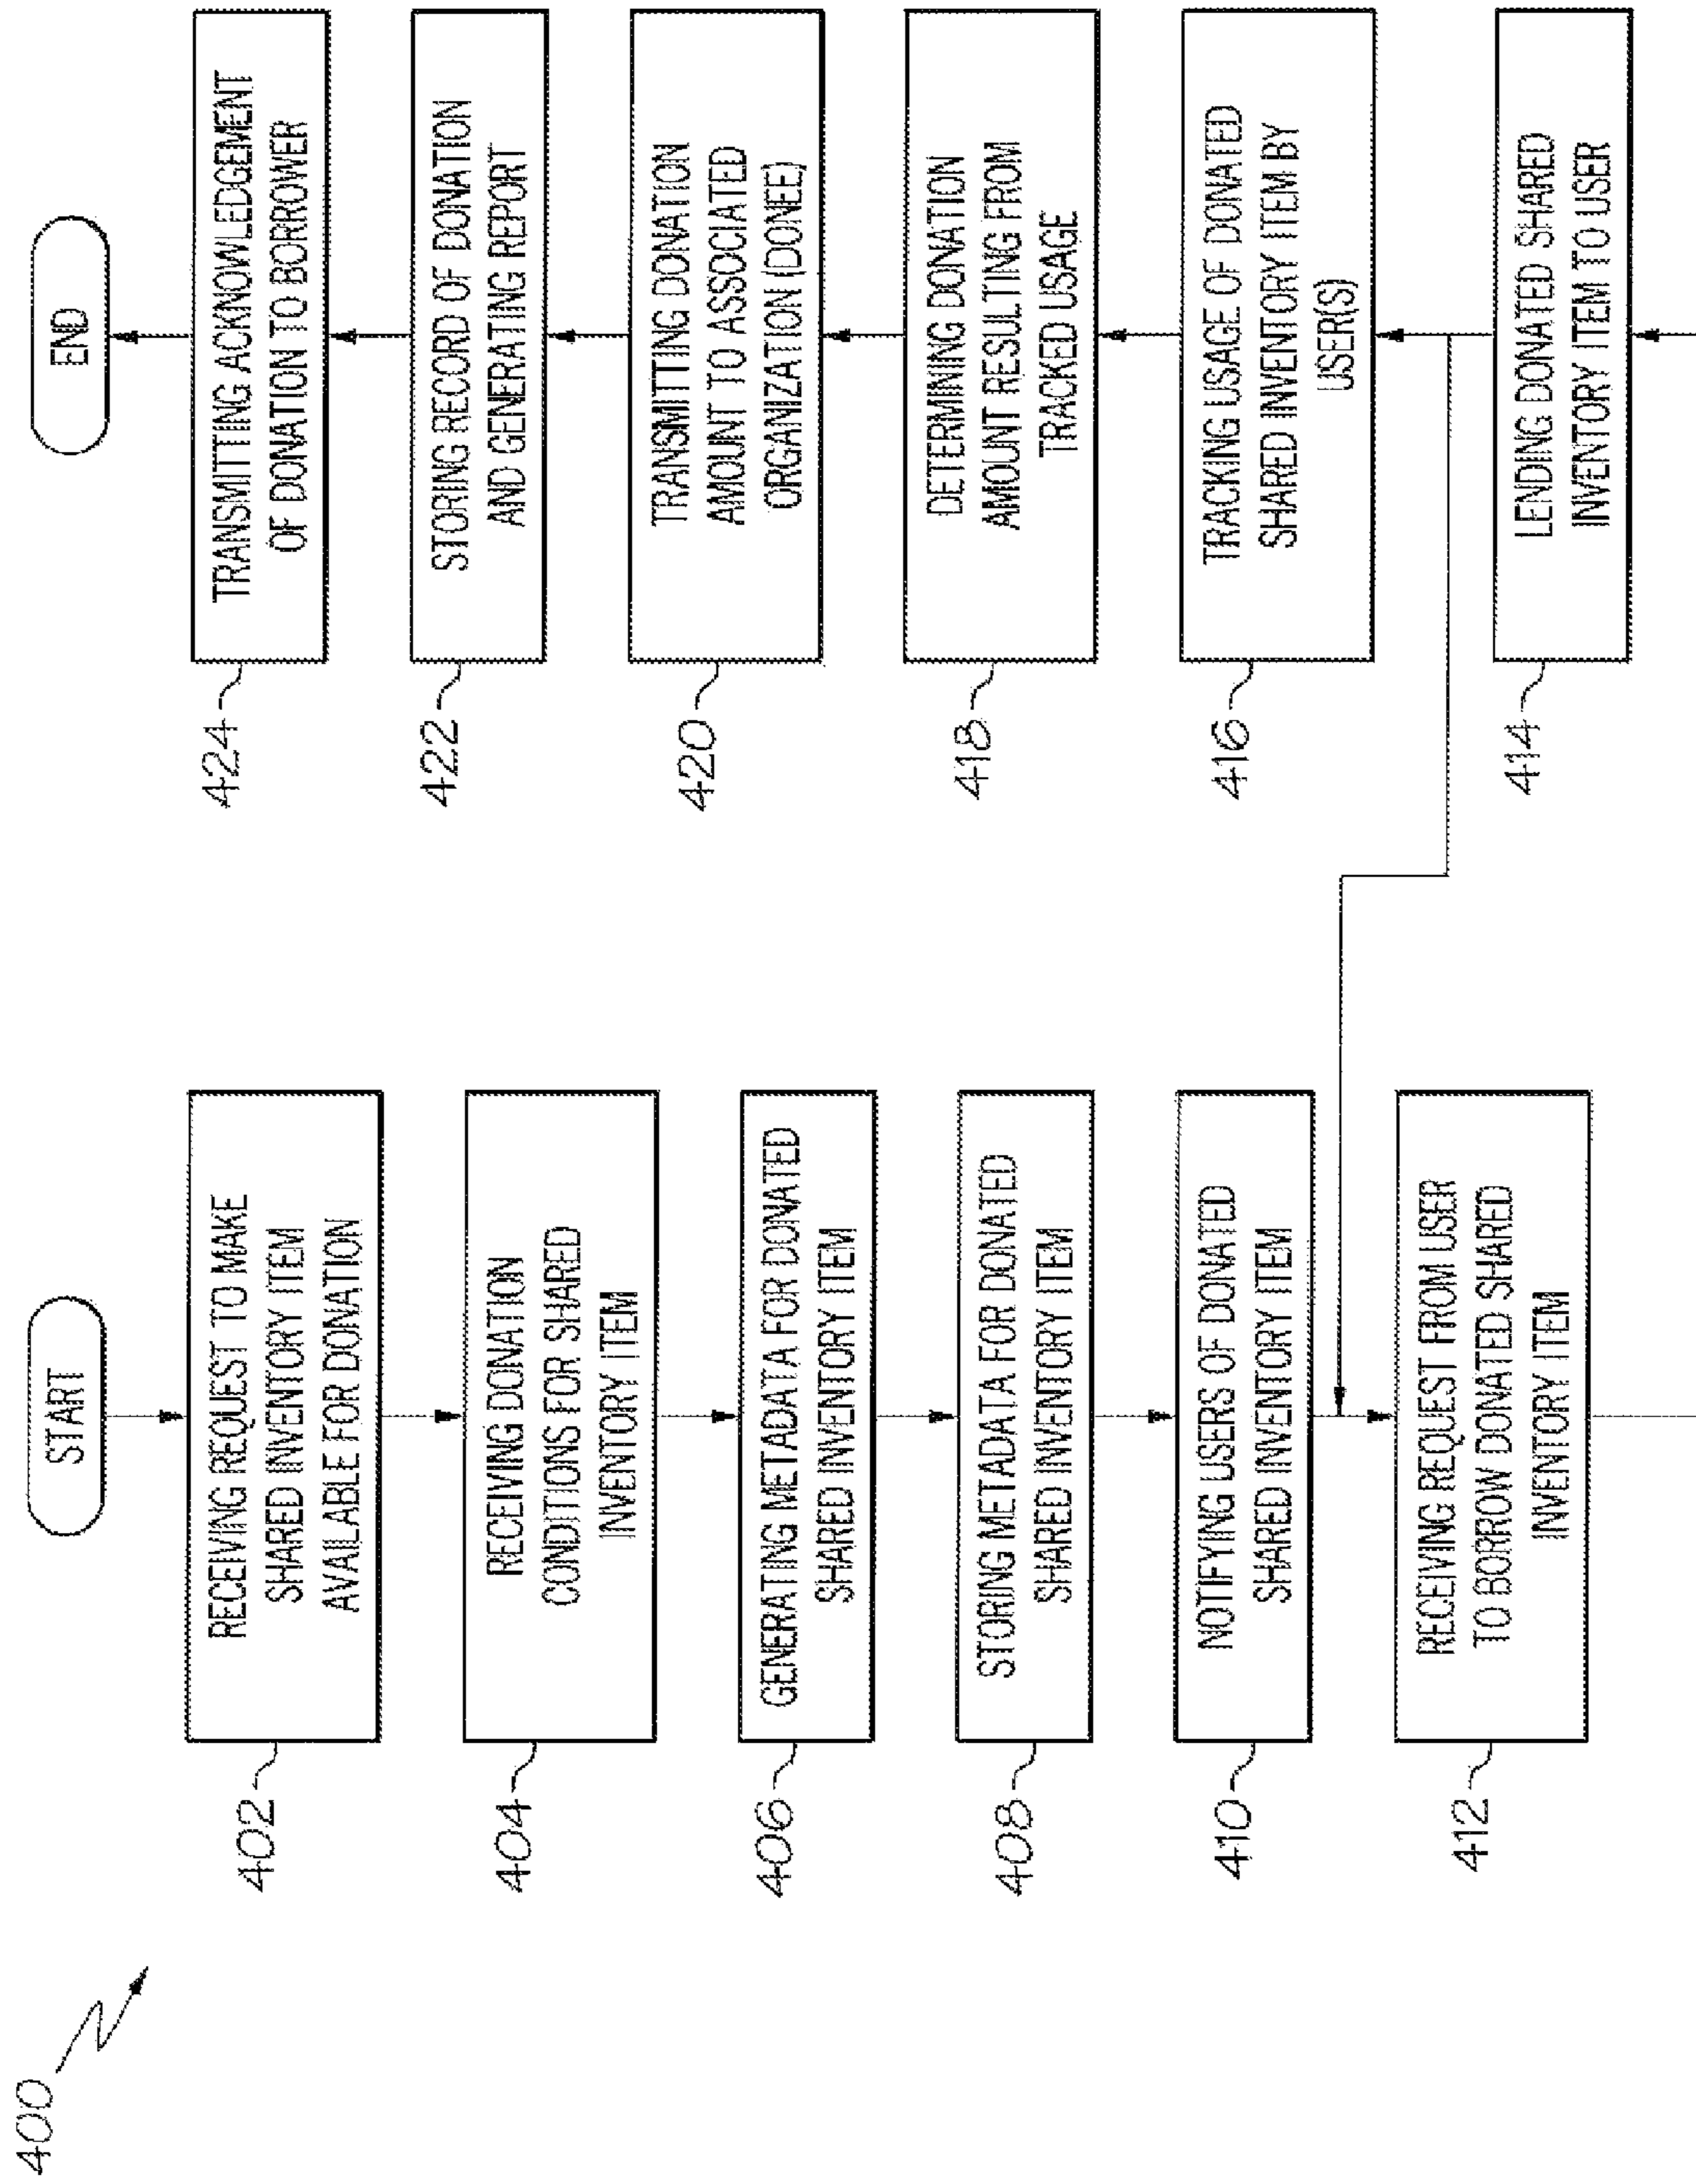 400
START
402
RECEIVING REQUEST TO MAKE
SHARED INVENTORY ITEM
AVAILABLE FOR DONATION
404
RECEIVING DONATION
CONDITIONS FOR SHARED
INVENTORY ITEM
406
GENERATING METADATA FOR DONATED
SHARED INVENTORY ITEM
408
STORING METADATA FOR DONATED
SHARED INVENTORY ITEM
410
NOTIFYING USERS OF DONATED
SHARED INVENTORY ITEM
412
RECEIVING REQUEST FROM USER
TO BORROW DONATED SHARED
INVENTORY ITEM
END
424
TRANSMITTING ACKNOWLEDGEMENT
OF DONATION TO BORROWER
422
STORING RECORD OF DONATION
AND GENERATING REPORT
420
TRANSMITTING DONATION
AMOUNT TO ASSOCIATED
ORGANIZATION (DONEE)
418
DETERMINING DONATION
AMOUNT RESULTING FROM
TRACKED USAGE
416
TRACKING USAGE OF DONATED
SHARED INVENTORY ITEM BY
USER(S)
414
LENDING DONATED SHARED
INVENTORY ITEM TO USER